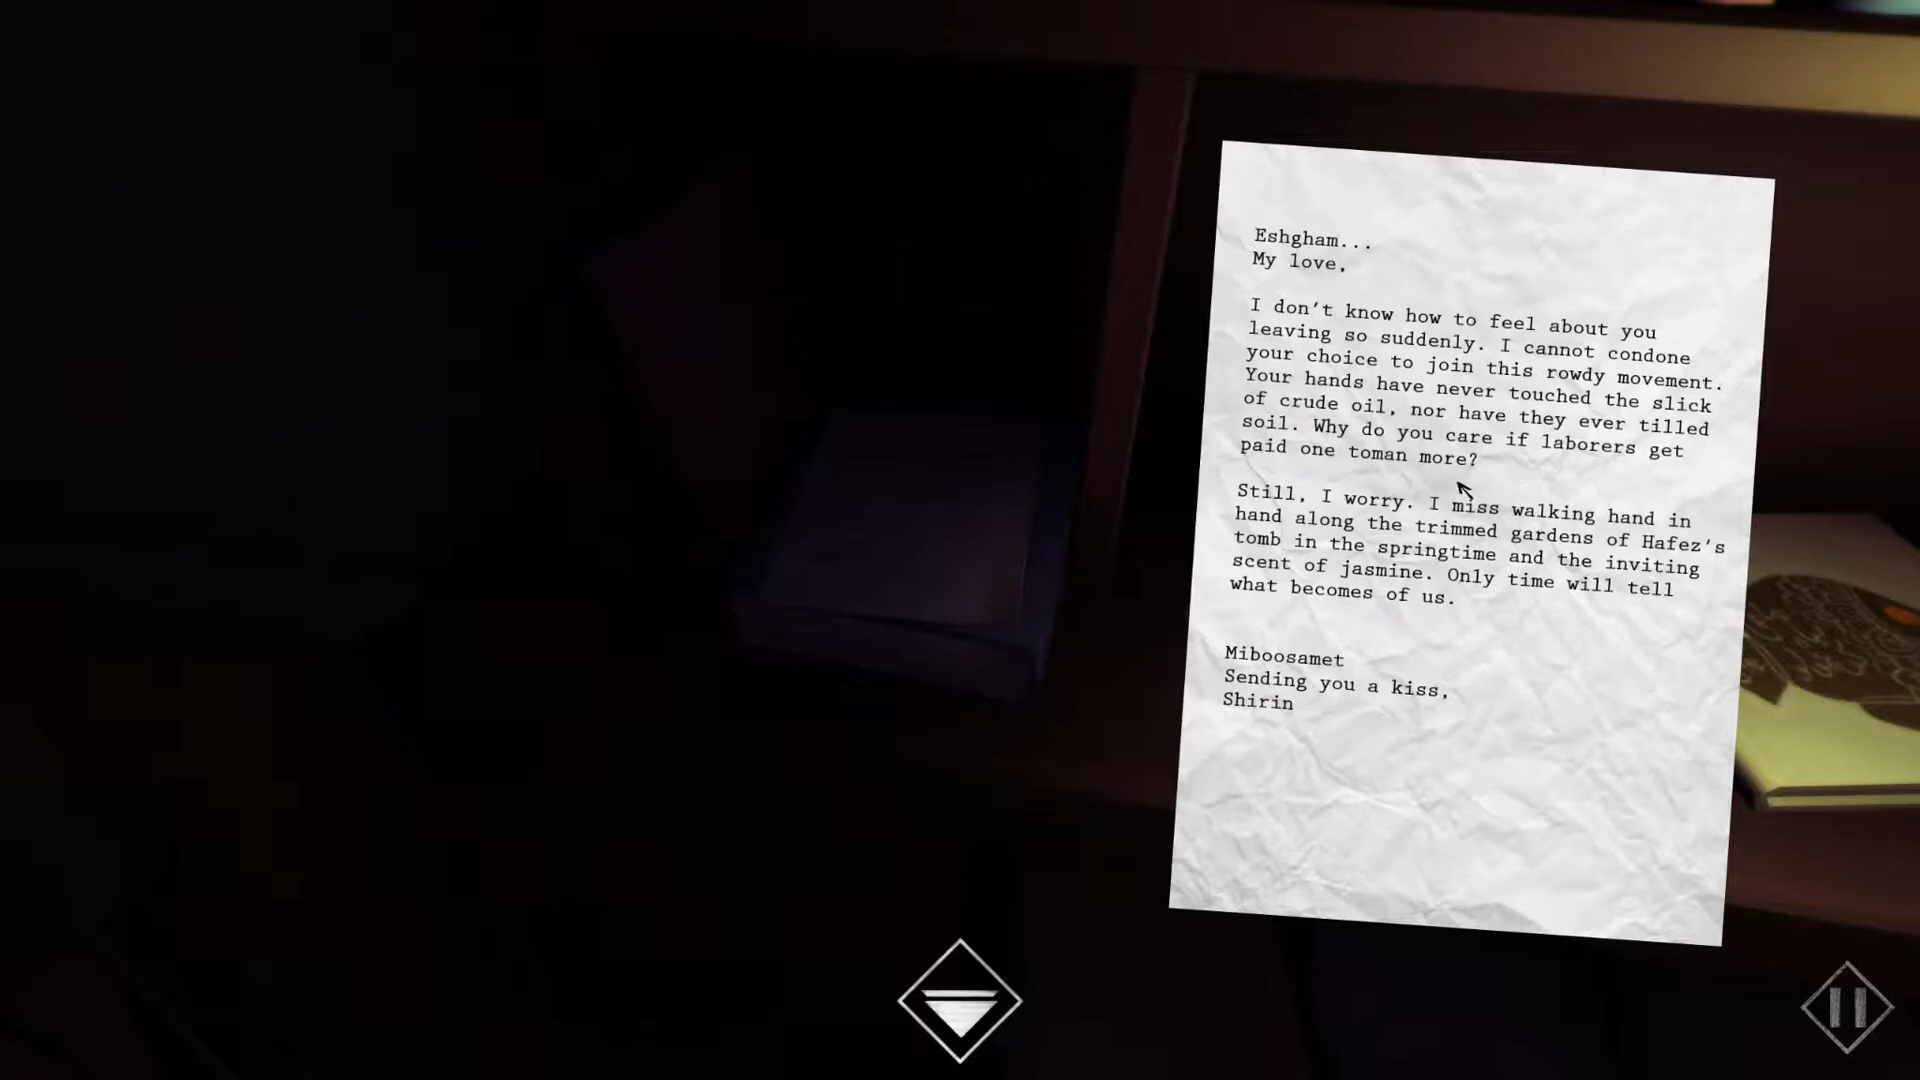 Eshgham...
My love,
I don't know how to feel about you
leaving so suddenly. I cannot condone
your choice to join this rowdy movement.
Your hands have never touched the slick
of crude oil, nor have they ever tilled
soil. Why do you care if laborers get
paid one toman more?
Still, I worry. I miss walking hand in
hand along the trimmed gardens of Hafez's
tomb in the springtime and the inviting
scent of jasmine. Only time will tell
what becomes of us.
Miboosamet
Sending you a kiss,
Shirin